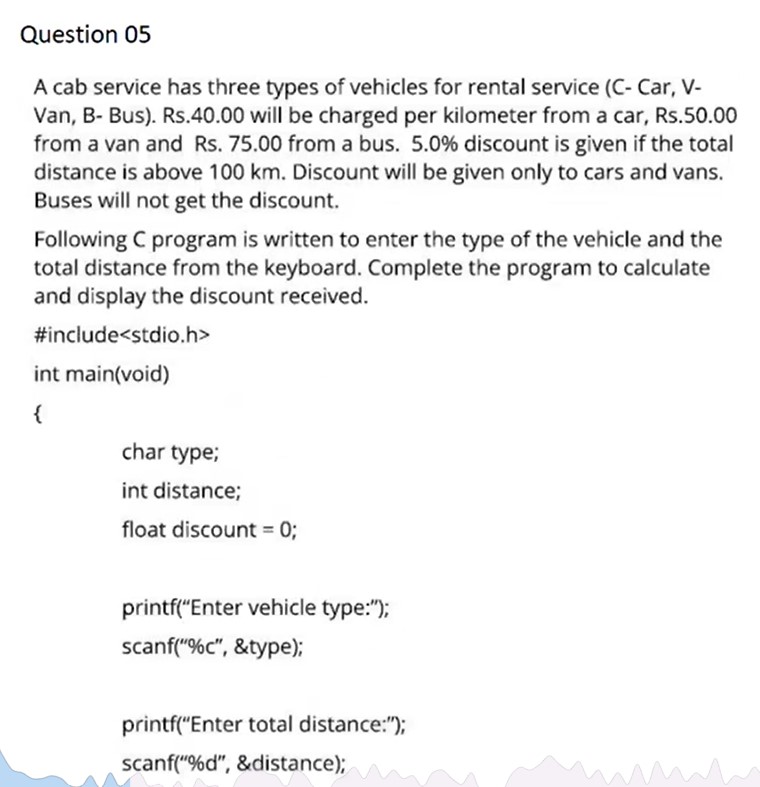 Question 05
A cab service has three types of vehicles for rental service (C- Car, V-
Van, B- Bus). Rs.40.00 will be charged per kilometer from a car, Rs.50.00
from a van and Rs. 75.00 from a bus. 5.0% discount is given if the total
distance is above 100 km. Discount will be given only to cars and vans.
Buses will not get the discount.
Following C program is written to enter the type of the vehicle and the
total distance from the keyboard. Complete the program to calculate
and display the discount received.
#include<stdio.h>
int main(void)
{
char type;
int distance;
float discount = 0;
printf(“Enter vehicle type:”);
scanf(“%c”, &type);
printf(“Enter total distance:”);
scanf(“%d”, &distance);